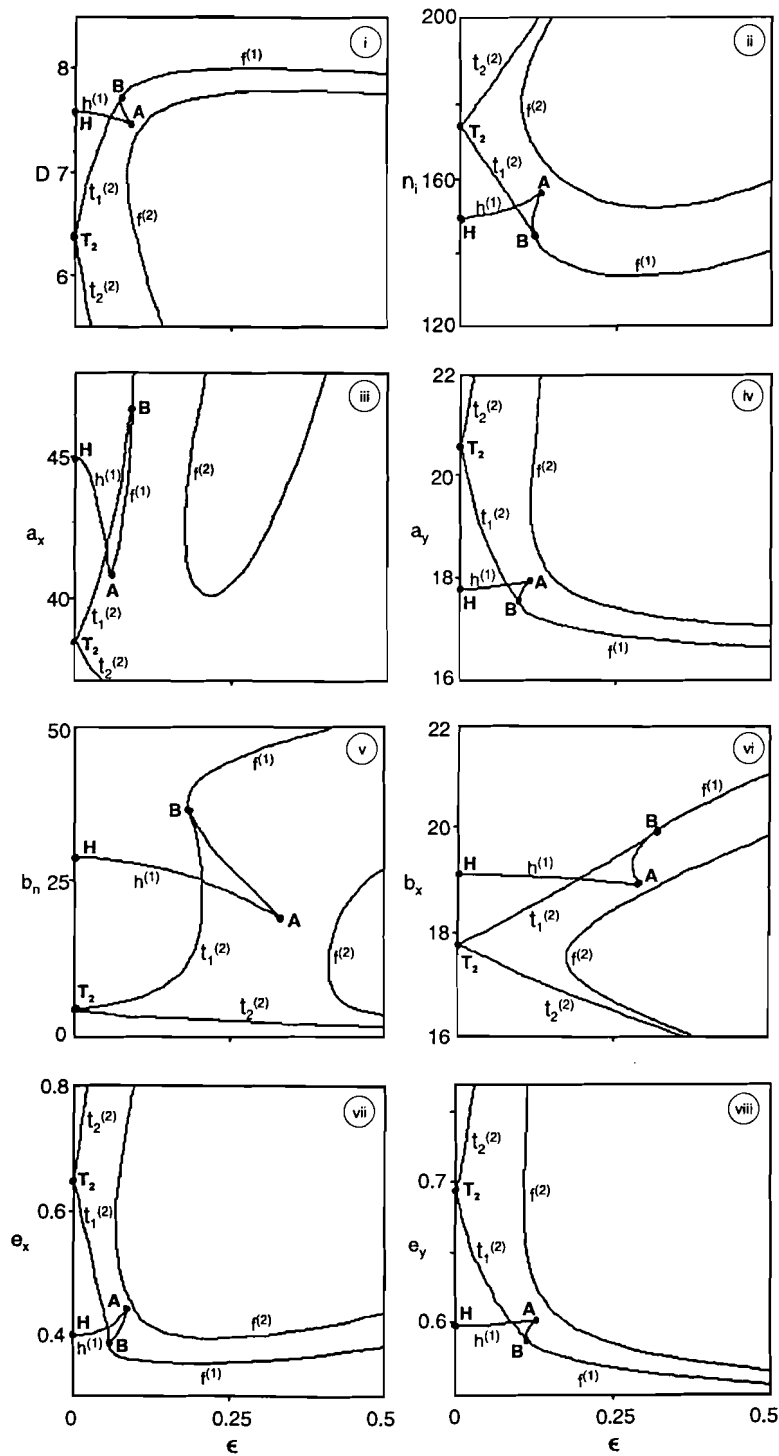 i
8
7
6
D
B
A
h(1)
H
t1(2)
T2
t2(2)
f(1)
f(2)
ii
200
160
120
ni
t2(2)
T2
t1(2)
f(2)
A
h(1)
H
B
f(1)
iii
45
40
ax
H
h(1)
B
f(1)
A
t1(2)
T2
t2(2)
f(2)
iv
22
20
18
16
ay
t2(2)
T2
t1(2)
f(2)
h(1)
A
H
B
f(1)
v
50
25
0
bn
f(1)
B
H
h(1)
A
t1(2)
T2
t2(2)
f(2)
vi
22
20
18
16
bx
f(1)
B
H
h(1)
A
t1(2)
T2
f(2)
t2(2)
vii
0.8
0.6
0.4
ex
t2(2)
T2
t1(2)
A
H
h(1)
B
f(2)
f(1)
0
0.25
0.5
ϵ
viii
0.7
0.6
ey
t2(2)
T2
f(2)
t1(2)
H
A
B
f(1)
h(1)
0
0.25
0.5
ϵ